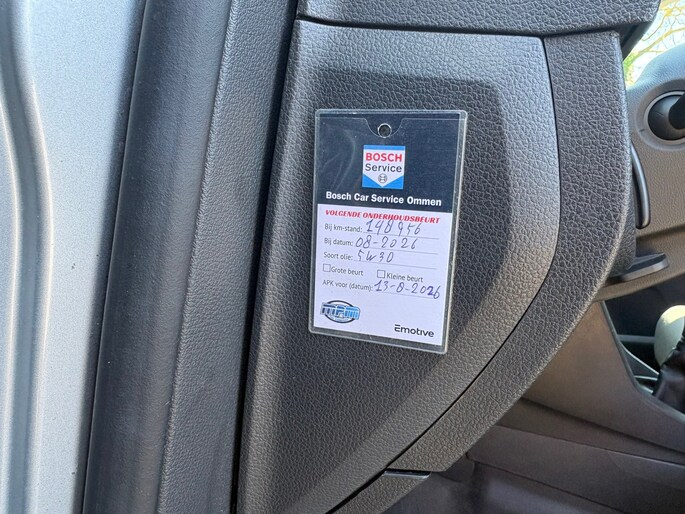 BOSCH
Service
Bosch Car Service Ommen
VOLGENDE ONDERHOUDSBEURT
Bij km-stand: 148956
Bij datum: 08-2026
Soort olie: 5W30
Grote beurt Kleine beurt
APK voor (datum): 13-8-2026
Emotive